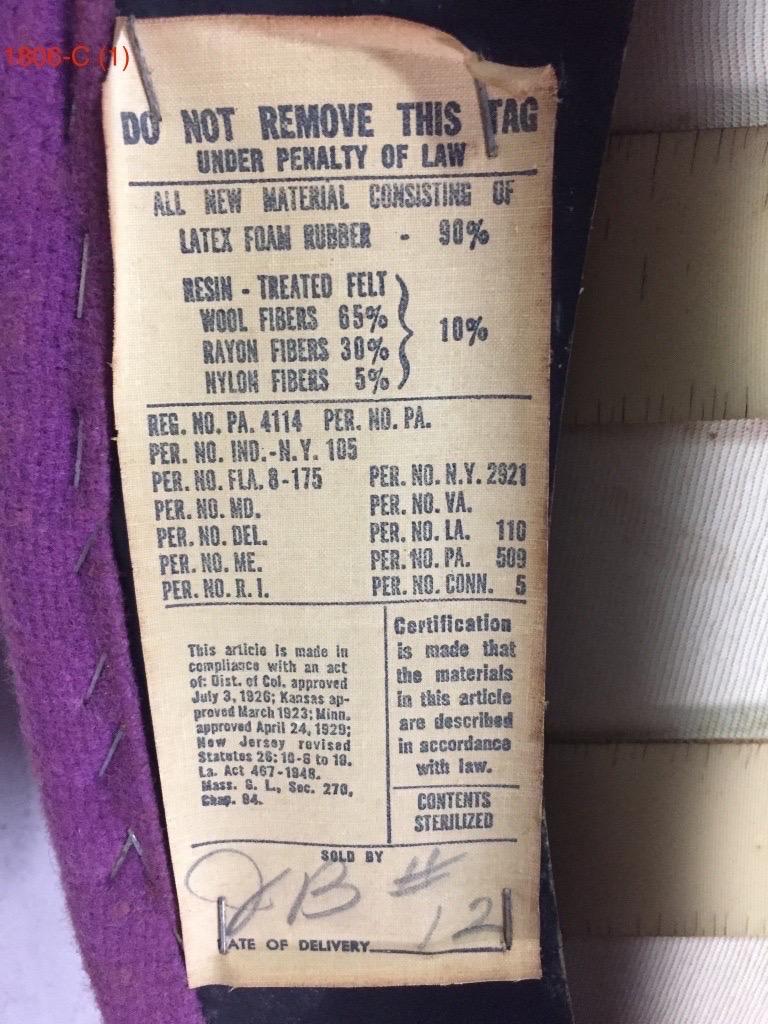 1806-C (1)
DO NOT REMOVE THIS TAG
UNDER PENALTY OF LAW
ALL NEW MATERIAL CONSISTING OF
LATEX FOAM RUBBER - 90%
RESIN - TREATED FELT
WOOL FIBERS 65%
RAYON FIBERS 30%
NYLON FIBERS 5%
10%
REG. NO. PA. 4114 PER. NO. PA.
PER. NO. IND.-N.Y. 105
PER. NO. FLA. 8-175 PER. NO. N.Y. 2921
PER. NO. MD. PER. NO. VA.
PER. NO. DEL. PER. NO. LA. 110
PER. NO. ME. PER. NO. PA. 509
PER. NO. R. I. PER. NO. CONN. 5
This article is made in
compliance with an act
of: Dist. of Col. approved
July 3, 1926; Kansas ap-
proved March 1923; Minn.
approved April 24, 1929;
New Jersey revised
Statutes 26: 10-6 to 19.
La. Act 467-1948.
Mass. G. L., Sec. 270,
Chap. 94.
Certification
is made that
the materials
in this article
are described
in accordance
with law.
CONTENTS
STERILIZED
SOLD BY
JB #
12
ATE OF DELIVERY